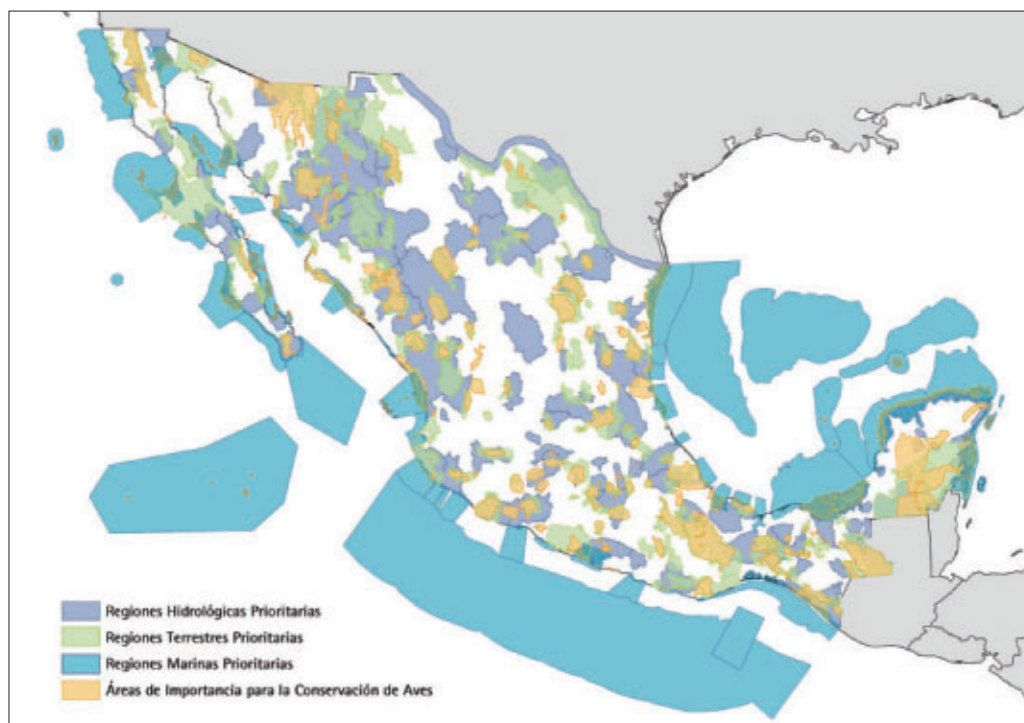 Regiones Hidrológicas Prioritarias
Regiones Terrestres Prioritarias
Regiones Marinas Prioritarias
Áreas de Importancia para la Conservación de Aves